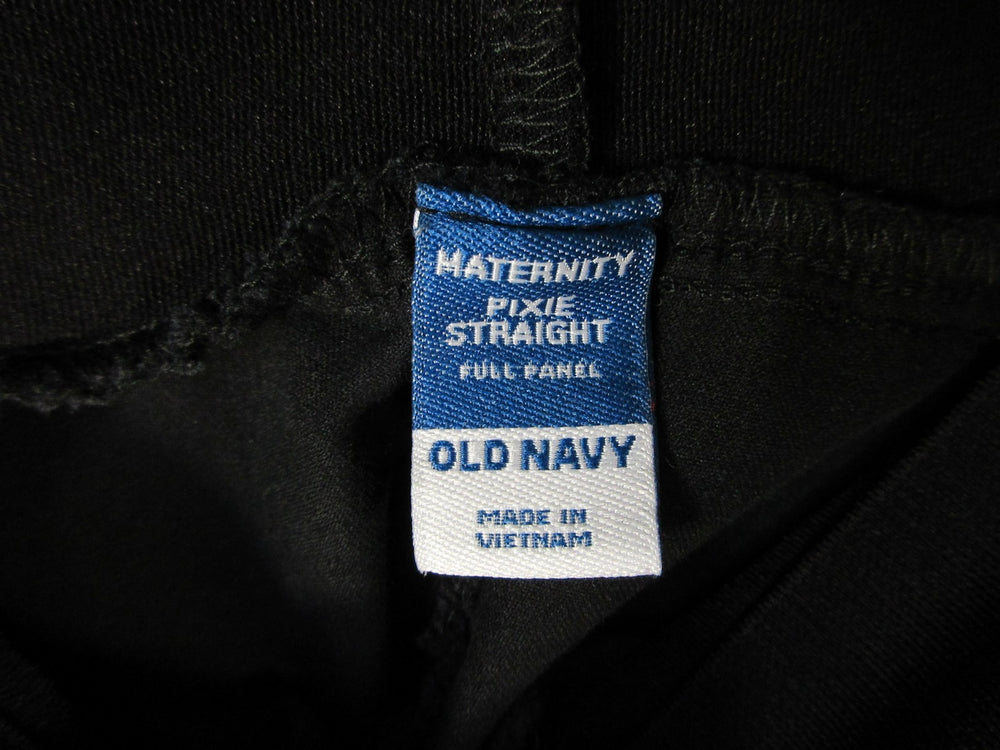 MATERNITY
PIXIE
STRAIGHT
FULL PANEL
OLD NAVY
MADE IN
VIETNAM